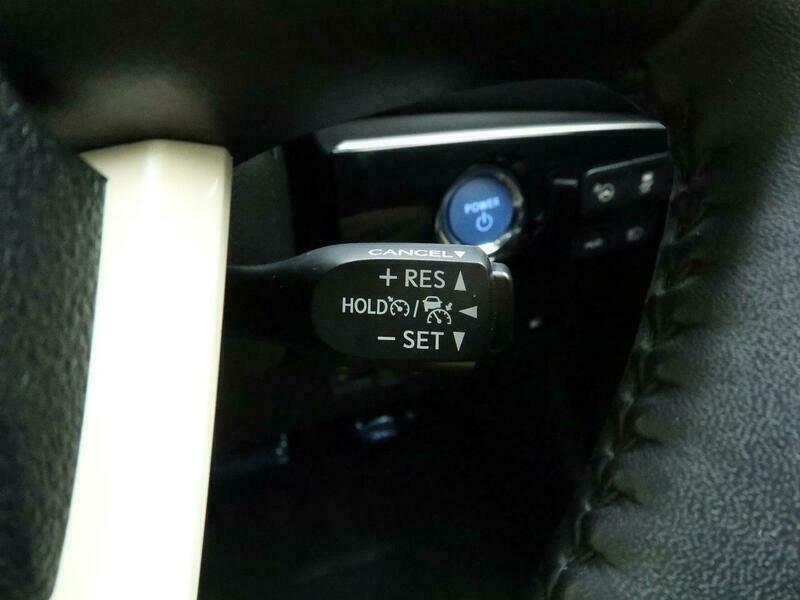 POWER
CANCEL▼
+ RES ▲
HOLD / ◀
− SET ▼